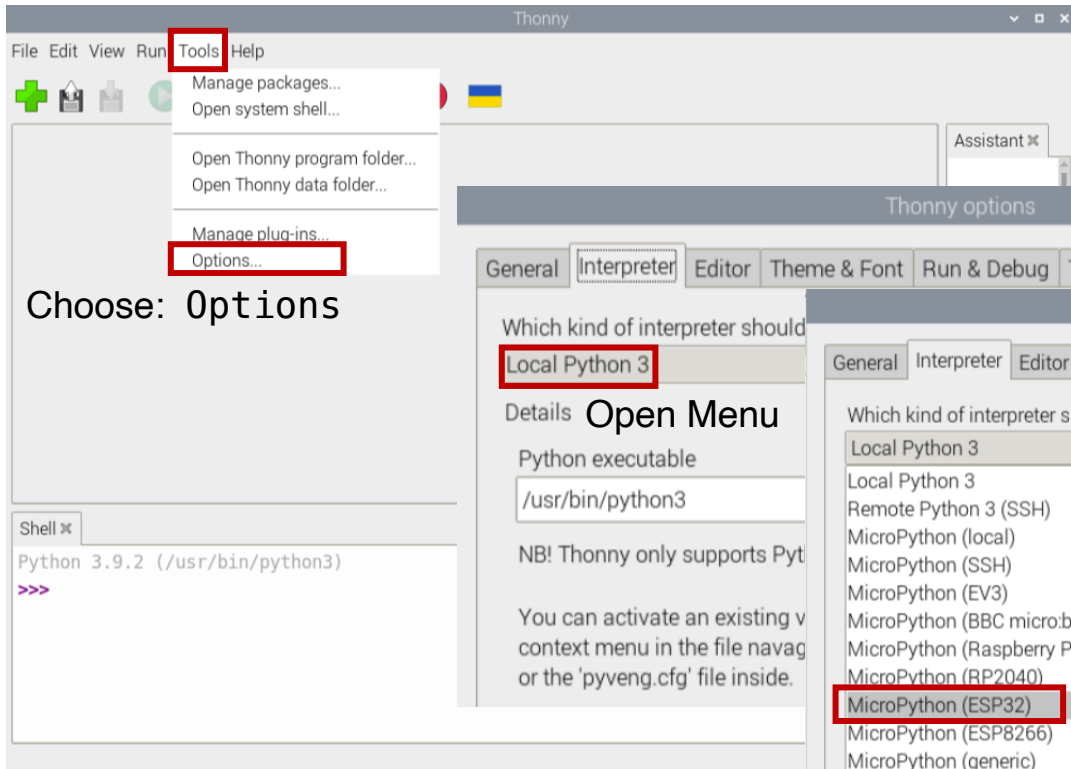 Thonny
File Edit View Run Tools Help
Manage packages...
Open system shell...
Open Thonny program folder...
Open Thonny data folder...
Manage plug-ins...
Options...
Choose: Options
Assistant
Thonny options
General Interpreter Editor Theme & Font Run & Debug
Which kind of interpreter should
Local Python 3
Details Open Menu
Python executable
/usr/bin/python3
NB! Thonny only supports Pyt
You can activate an existing v
context menu in the file navag
or the 'pyveng.cfg' file inside.
General Interpreter Editor
Which kind of interpreter s
Local Python 3
Local Python 3
Remote Python 3 (SSH)
MicroPython (local)
MicroPython (SSH)
MicroPython (EV3)
MicroPython (BBC micro:b
MicroPython (Raspberry P
MicroPython (RP2040)
MicroPython (ESP32)
MicroPython (ESP8266)
MicroPython (generic)
Shell
Python 3.9.2 (/usr/bin/python3)
>>>